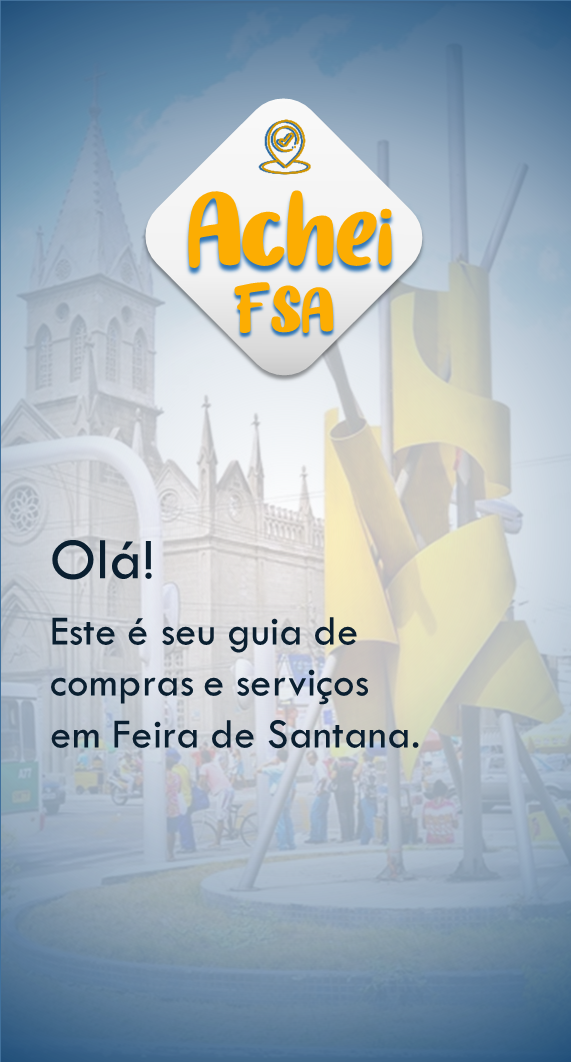 Achei
FSA
Olá!
Este é seu guia de
compras e serviços
em Feira de Santana.